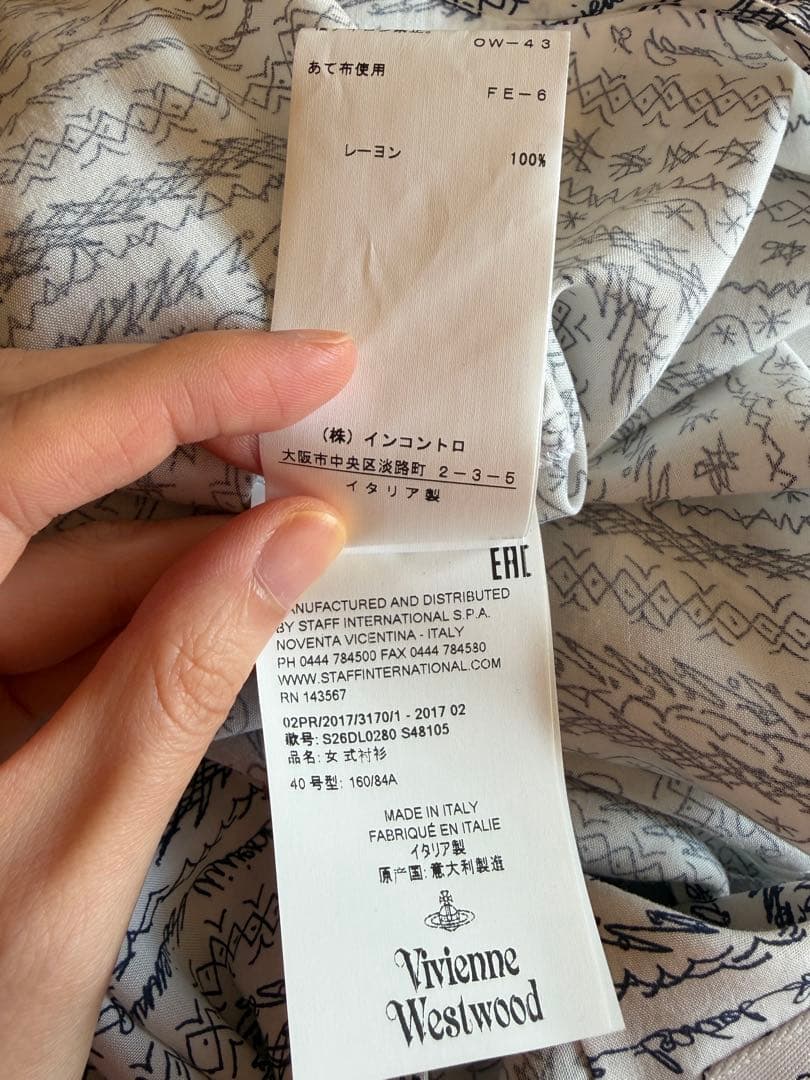 OW-43
あて布使用
FE-6
レーヨン 100%
(株)インコントロ
大阪市中央区淡路町 2-3-5
イタリア製
EAC
ANUFACTURED AND DISTRIBUTED
BY STAFF INTERNATIONAL S.P.A.
NOVENTA VICENTINA - ITALY
PH 0444 784500 FAX 0444 784580
WWW.STAFFINTERNATIONAL.COM
RN 143567
02PR/2017/3170/1 - 2017 02
款号: S26DL0280 S48105
品名: 女式衬衫
40 号型: 160/84A
MADE IN ITALY
FABRIQUÉ EN ITALIE
イタリア製
原产国: 意大利製造
Vivienne
Westwood